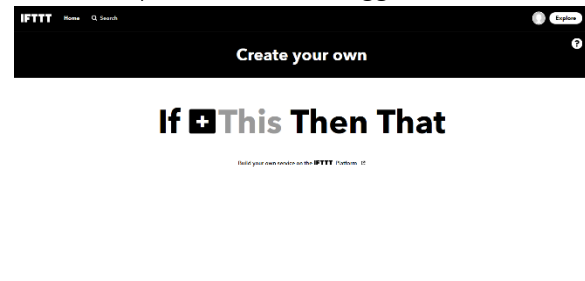 IFTTT Home Search Explore
?
Create your own
If +This Then That
Build your own service on the IFTTT Platform